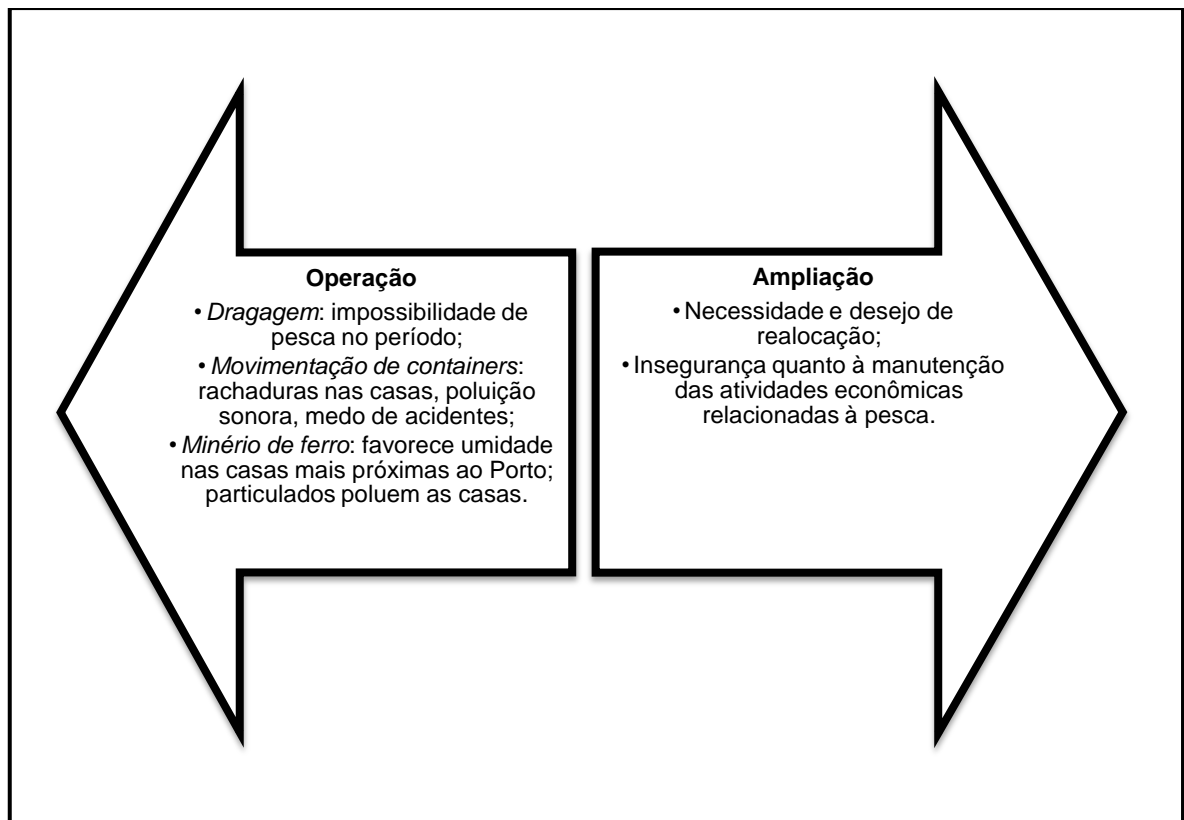 Operação
• Dragagem: impossibilidade de
pesca no período;
• Movimentação de containers:
rachaduras nas casas, poluição
sonora, medo de acidentes;
• Minério de ferro: favorece umidade
nas casas mais próximas ao Porto;
particulados poluem as casas.
Ampliação
• Necessidade e desejo de
realocação;
• Insegurança quanto à manutenção
das atividades econômicas
relacionadas à pesca.